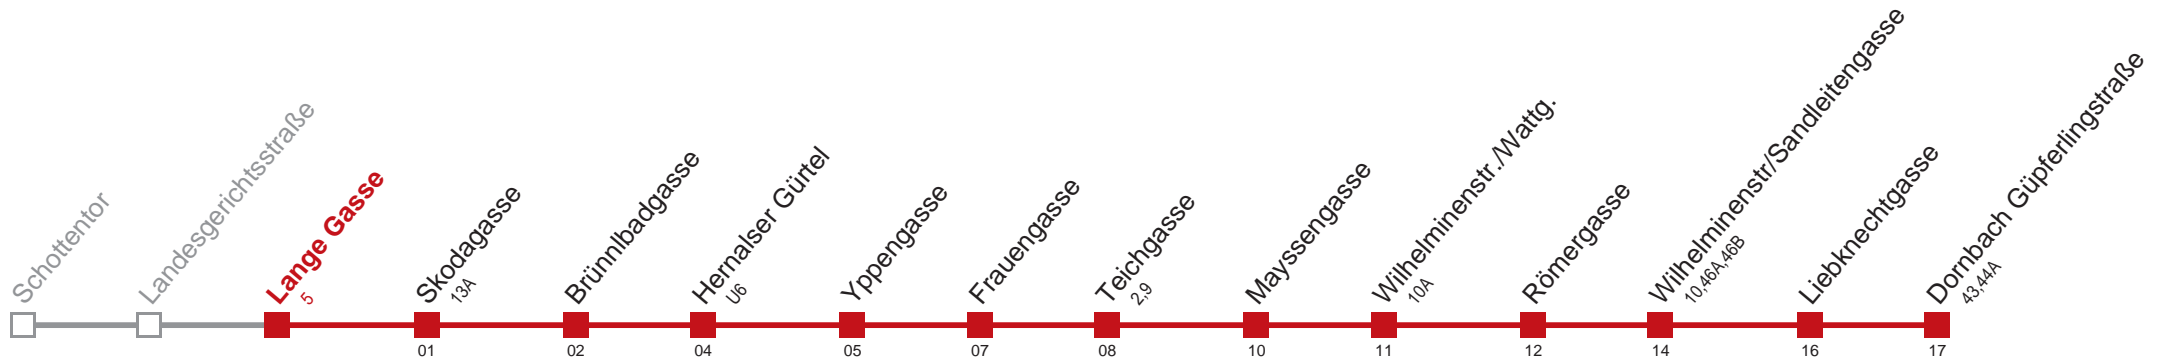 Schottentor
Landesgerichtsstraße
Lange Gasse
5
Skodagasse
13A
Brünnlbadgasse
Hernalser Gürtel
U6
Yppengasse
Frauengasse
Teichgasse
2,9
Mayssengasse
Wilhelminenstr./Wattg.
10A
Römergasse
Wilhelminenstr/Sandleitengasse
10,46A,46B
Liebknechtgasse
Dornbach Güpferlingstraße
43,44A
01
02
04
05
07
08
10
11
12
14
16
17